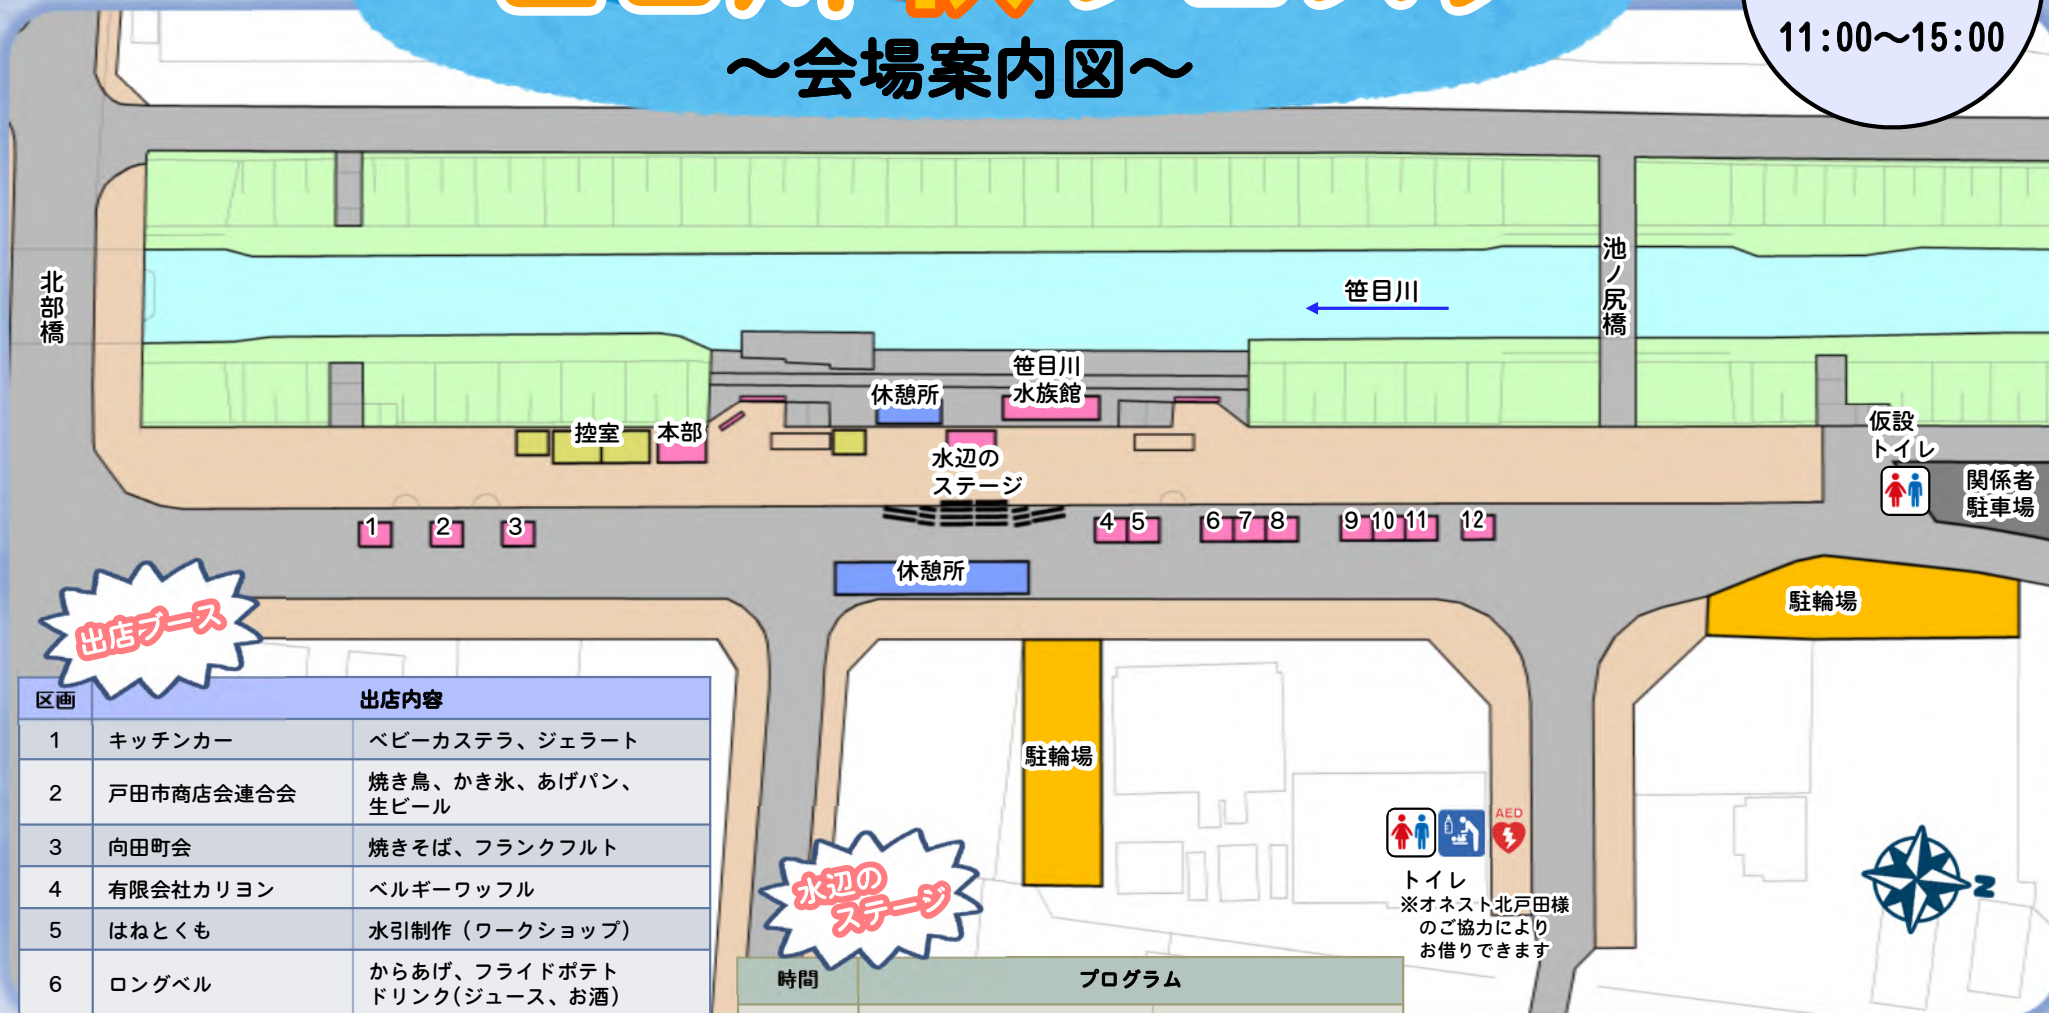 ～会場案内図～
11:00～15:00
北部橋
笹目川
池ノ尻橋
笹目川
水族館
休憩所
控室
本部
水辺の
ステージ
仮設
トイレ
関係者
駐車場
1
2
3
4
5
6
7
8
9
10
11
12
休憩所
駐輪場
駐輪場
AED
トイレ
※オネスト北戸田様
のご協力により
お借りできます
N
出店ブース
区画 出店内容
1 キッチンカー ベビーカステラ、ジェラート
2 戸田市商店会連合会 焼き鳥、かき氷、あげパン、
生ビール
3 向田町会 焼きそば、フランクフルト
4 有限会社カリヨン ベルギーワッフル
5 はねとくも 水引制作（ワークショップ）
6 ロングベル からあげ、フライドポテト
ドリンク(ジュース、お酒)
水辺の
ステージ
時間 プログラム